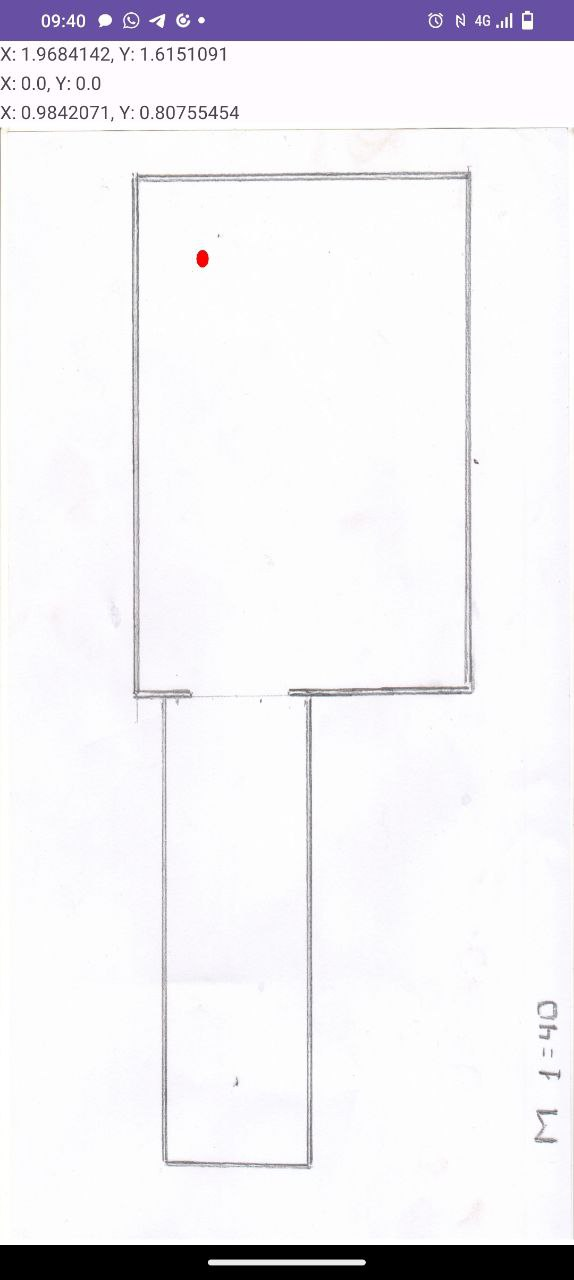 09:40 4G
X: 1.9684142, Y: 1.6151091
X: 0.0, Y: 0.0
X: 0.9842071, Y: 0.80755454
М 1=40